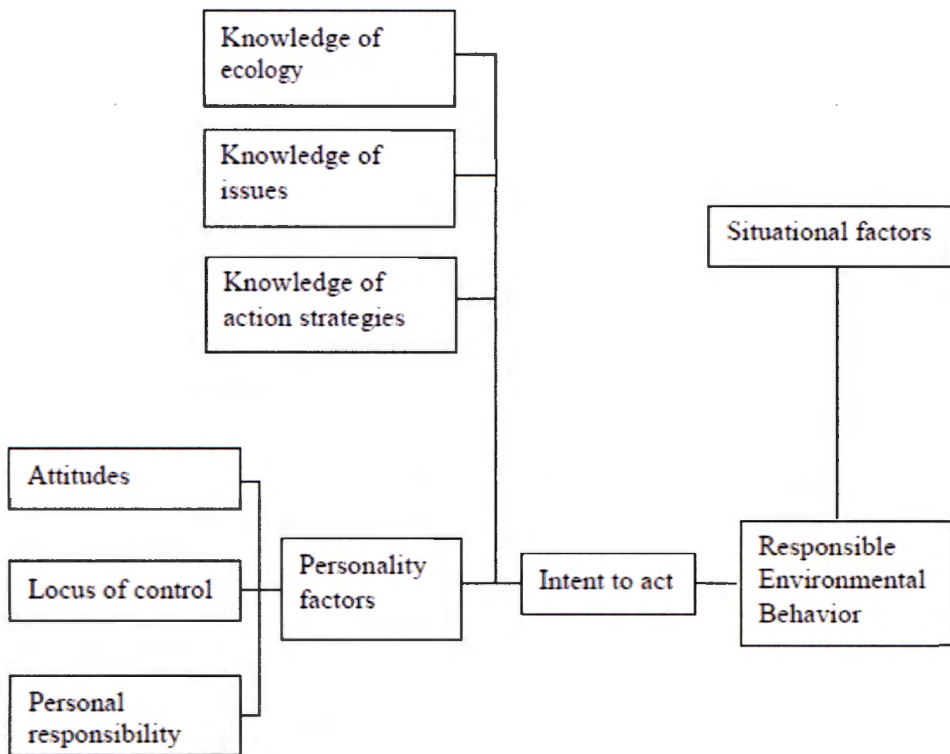 Knowledge of
ecology
Knowledge of
issues
Knowledge of
action strategies
Situational factors
Attitudes
Locus of control
Personal
responsibility
Personality
factors
Intent to act
Responsible
Environmental
Behavior